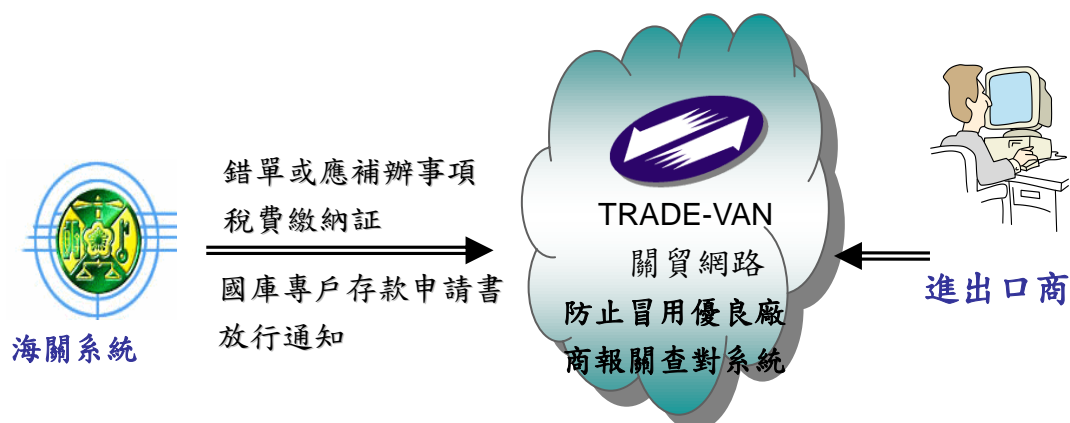 錯單或應補辦事項
稅費繳納証
國庫專戶存款申請書
放行通知
海關系統
TRADE-VAN
關貿網路
防止冒用優良廠
商報關查對系統
進出口商